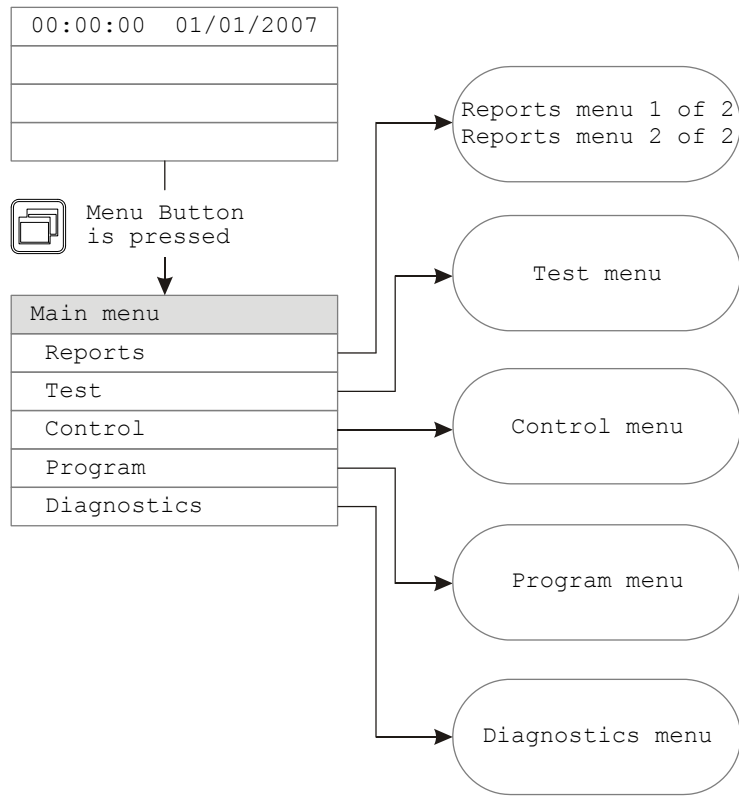 00:00:00 01/01/2007
Menu Button
is pressed
Main menu
Reports
Test
Control
Program
Diagnostics
Reports menu 1 of 2
Reports menu 2 of 2
Test menu
Control menu
Program menu
Diagnostics menu